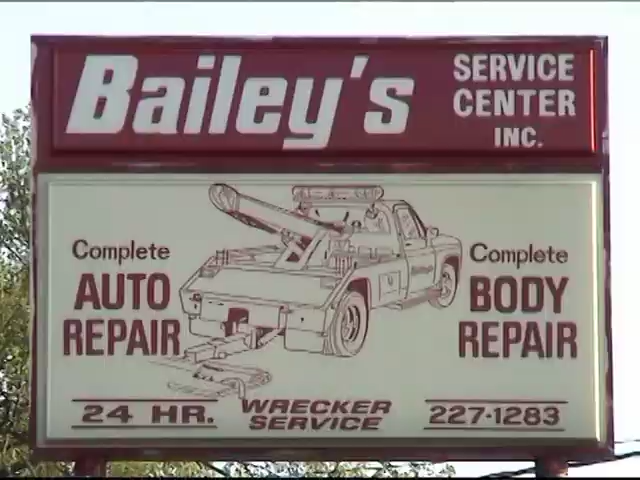 Bailey's
SERVICE
CENTER
INC.
Complete
AUTO
REPAIR
Complete
BODY
REPAIR
24 HR.
WRECKER
SERVICE
227-1283